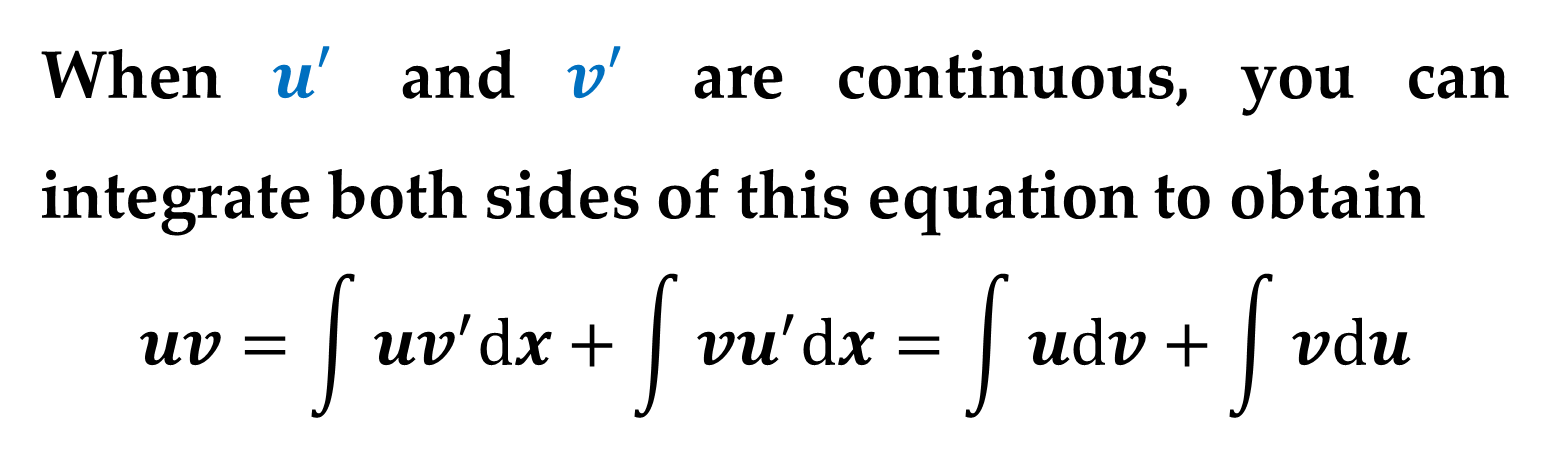 When u′ and v′ are continuous, you can
integrate both sides of this equation to obtain
uv = ∫ uv′dx + ∫ vu′dx = ∫ udv + ∫ vdu